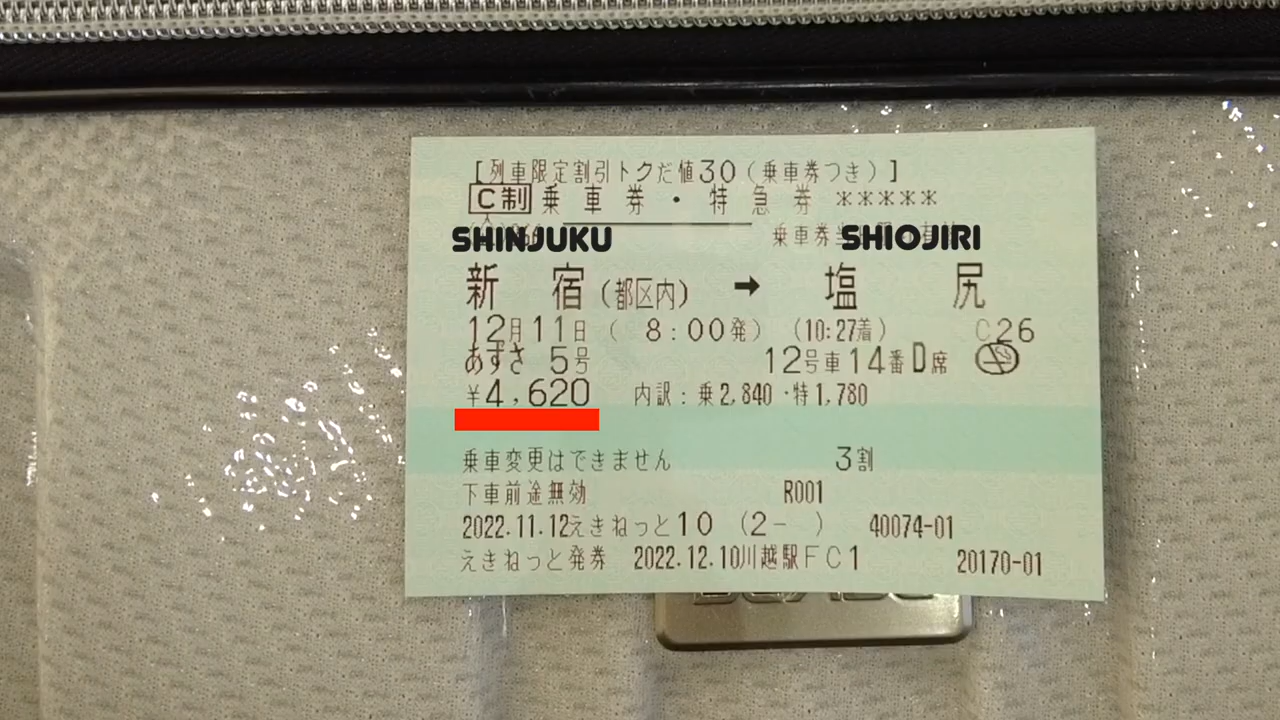 [列車限定割引トクだ値30(乗車券つき)]
C制 乗車券・特急券 *****
SHINJUKU 乗車券当 SHIOJIRI
新宿(都区内) → 塩尻
12月11日( 8:00発) (10:27着) C26
あずさ 5号 12号車14番D席
¥4,620 内訳:乗2,840・特1,780
乗車変更はできません 3割
下車前途無効 R001
2022.11.12えきねっと10 (2- ) 40074-01
えきねっと発券 2022.12.10川越駅FC1 20170-01